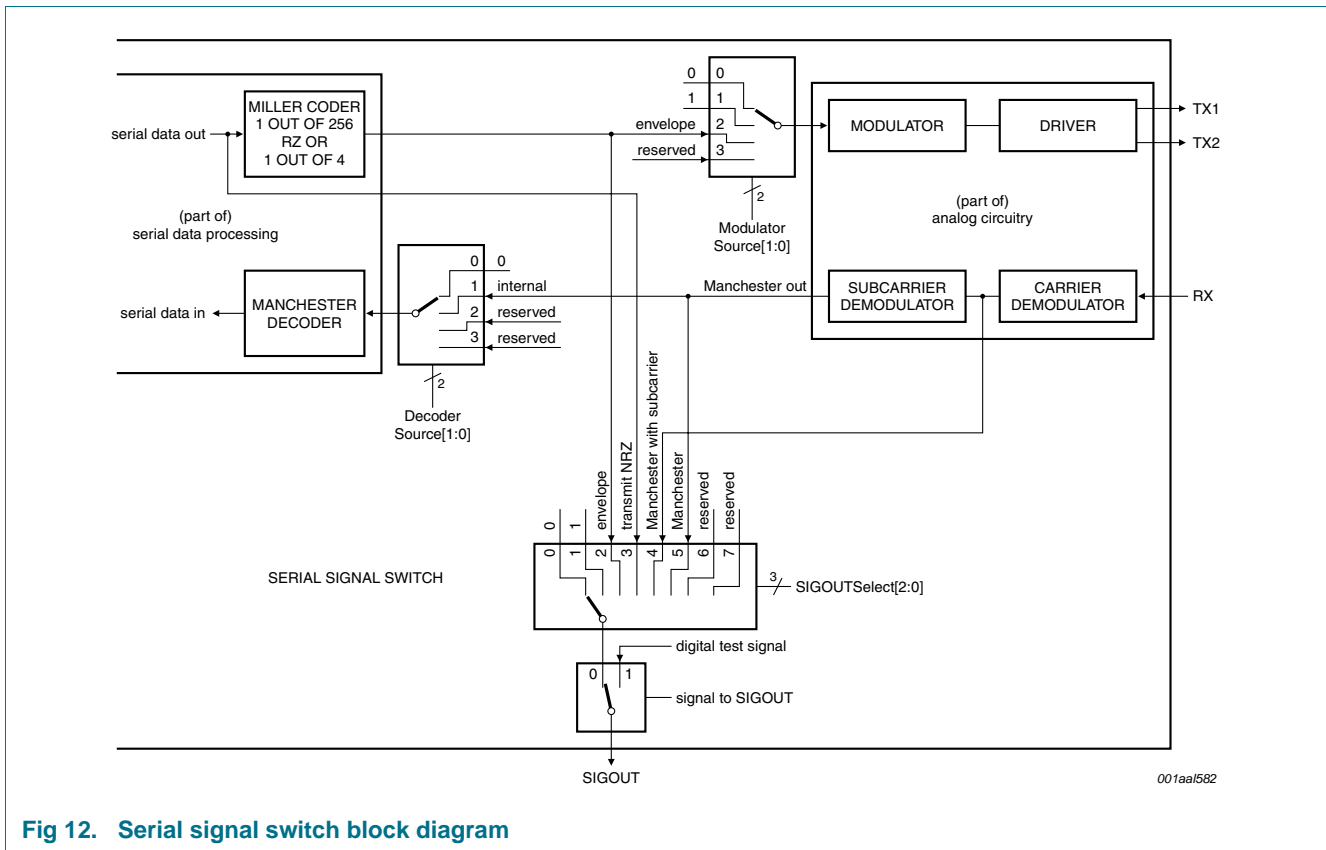 MILLER CODER
1 OUT OF 256
RZ OR
1 OUT OF 4
serial data out
(part of)
serial data processing
serial data in
MANCHESTER
DECODER
0 0
1 internal
2 reserved
3 reserved
2
Decoder
Source[1:0]
0 0
1 1
envelope 2
reserved 3
2
Modulator
Source[1:0]
MODULATOR
DRIVER
TX1
TX2
(part of)
analog circuitry
Manchester out
SUBCARRIER
DEMODULATOR
CARRIER
DEMODULATOR
RX
0
1
envelope
transmit NRZ
Manchester with subcarrier
Manchester
reserved
reserved
0 1 2 3 4 5 6 7
SERIAL SIGNAL SWITCH
3
SIGOUTSelect[2:0]
digital test signal
0 1
signal to SIGOUT
SIGOUT
001aal582
Fig 12. Serial signal switch block diagram